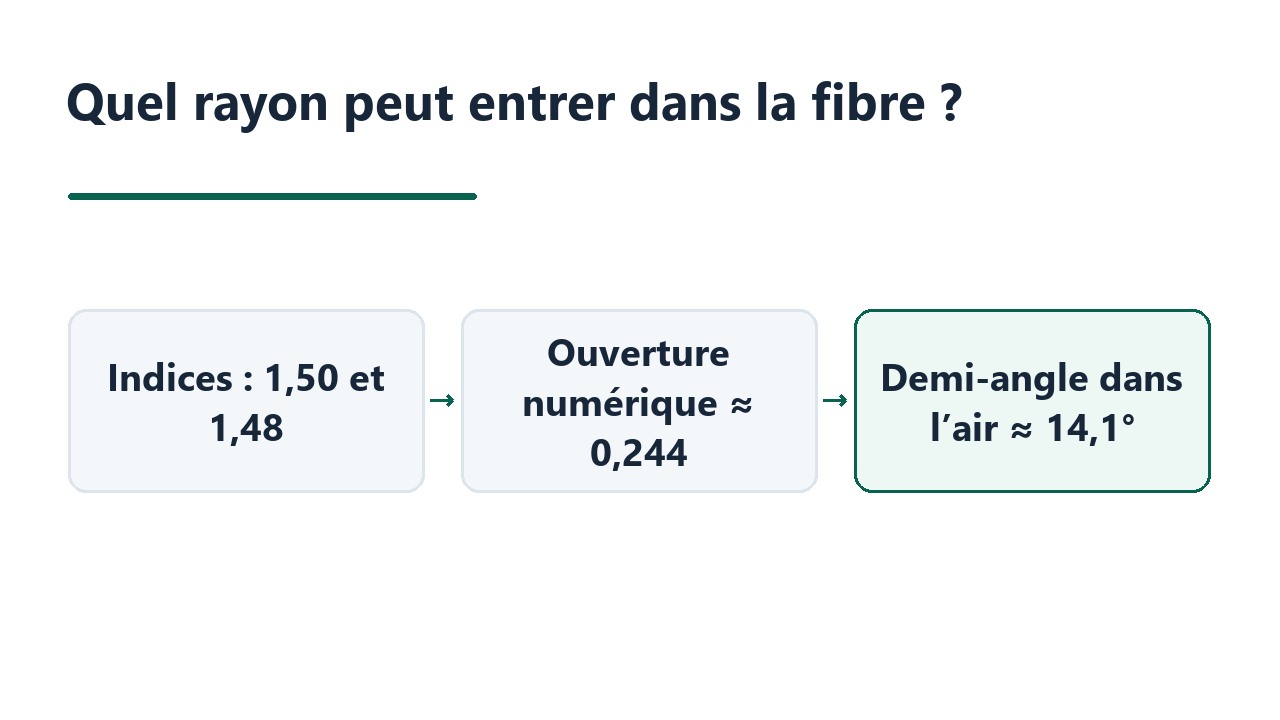 Quel rayon peut entrer dans la fibre ?
Indices : 1,50 et
1,48
→
Ouverture
numérique ≈
0,244
→
Demi-angle dans
l’air ≈ 14,1°